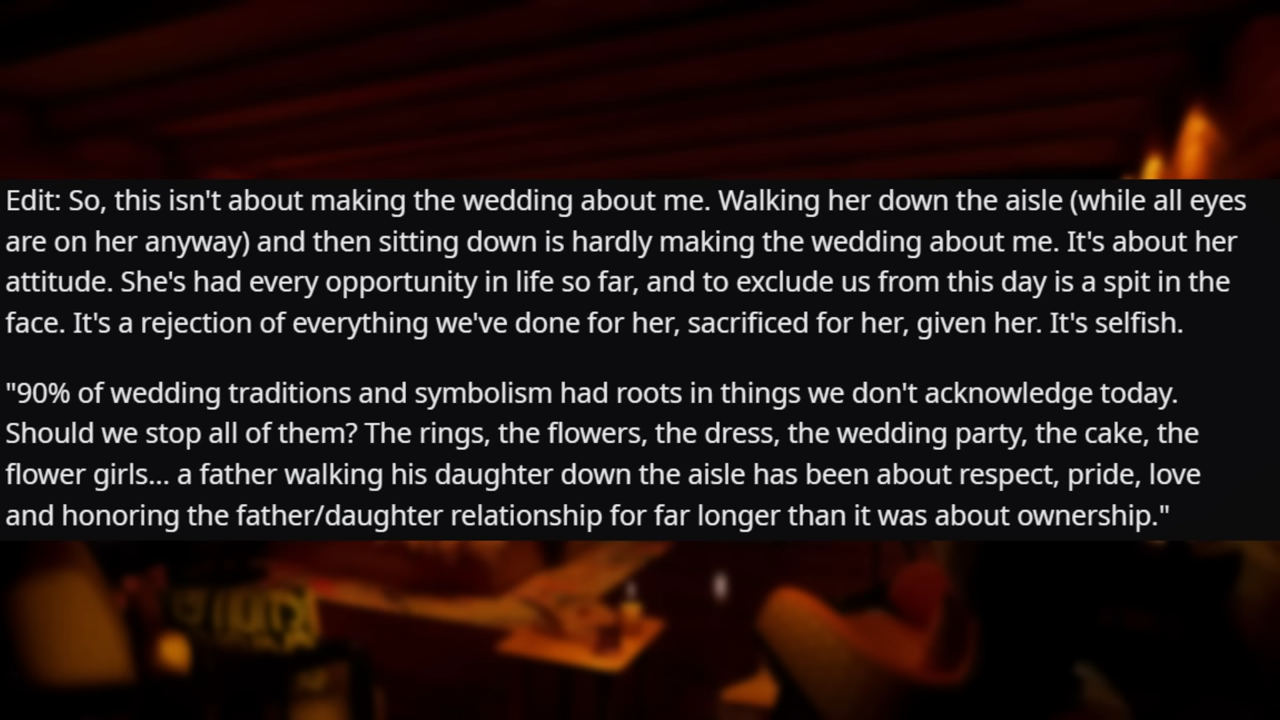 Edit: So, this isn't about making the wedding about me. Walking her down the aisle (while all eyes
are on her anyway) and then sitting down is hardly making the wedding about me. It's about her
attitude. She's had every opportunity in life so far, and to exclude us from this day is a spit in the
face. It's a rejection of everything we've done for her, sacrificed for her, given her. It's selfish.
"90% of wedding traditions and symbolism had roots in things we don't acknowledge today.
Should we stop all of them? The rings, the flowers, the dress, the wedding party, the cake, the
flower girls... a father walking his daughter down the aisle has been about respect, pride, love
and honoring the father/daughter relationship for far longer than it was about ownership."